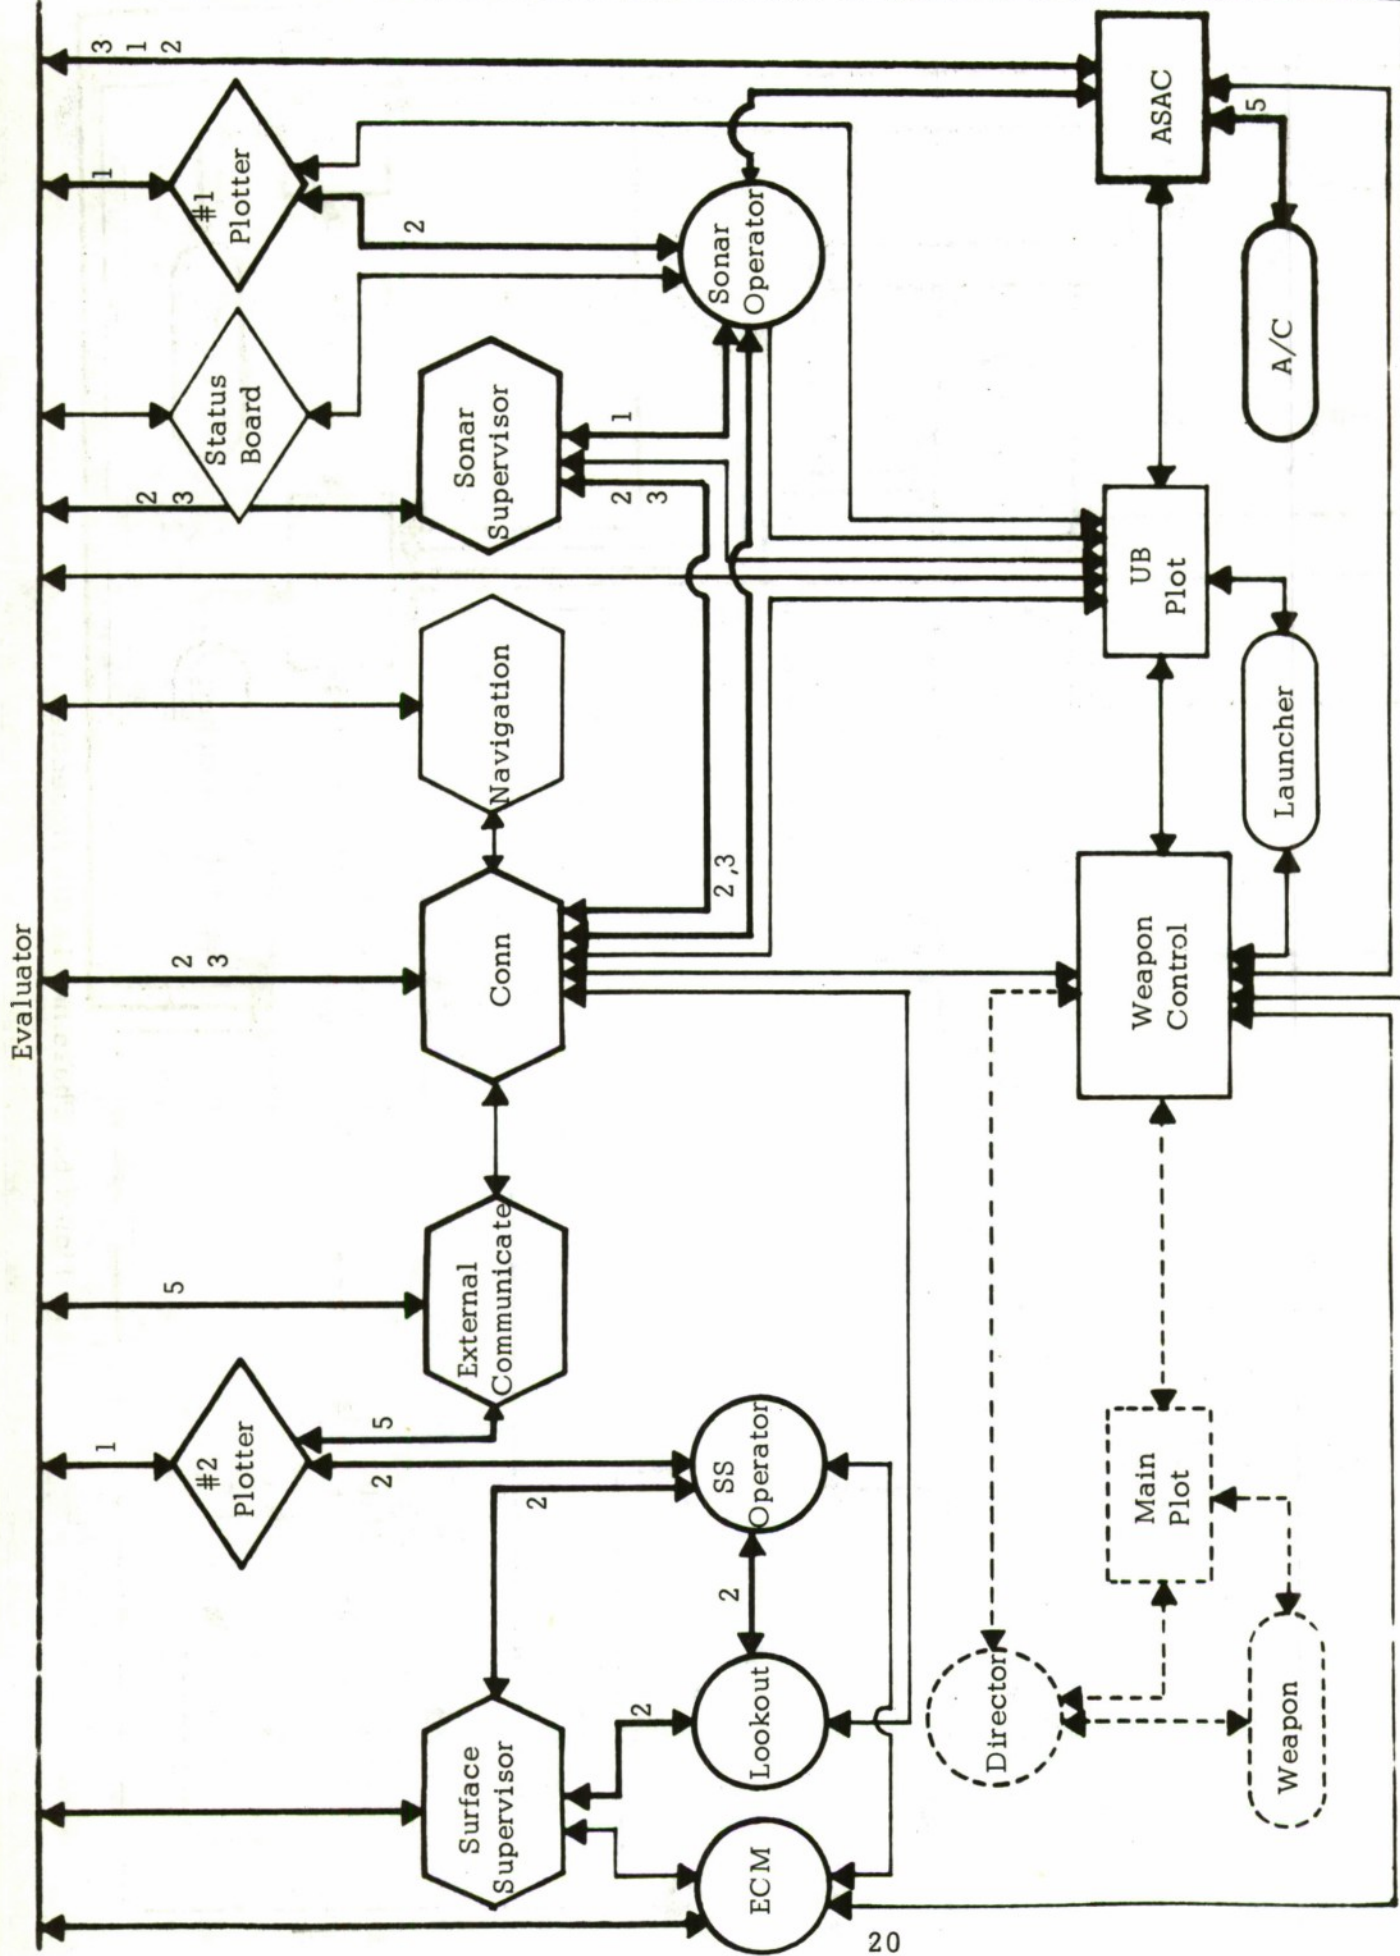 Evaluator
3 1 2
1
#1
Plotter
Status
Board
2
3
2
Sonar
Supervisor
1
2
3
Sonar
Operator
Navigation
2
3
Conn
2,3
5
External
Communicate
1
#2
Plotter
5
2
2
SS
Operator
2
Lookout
2
Surface
Supervisor
ECM
Director
Weapon
Main
Plot
Weapon
Control
Launcher
UB
Plot
A/C
5
ASAC
20